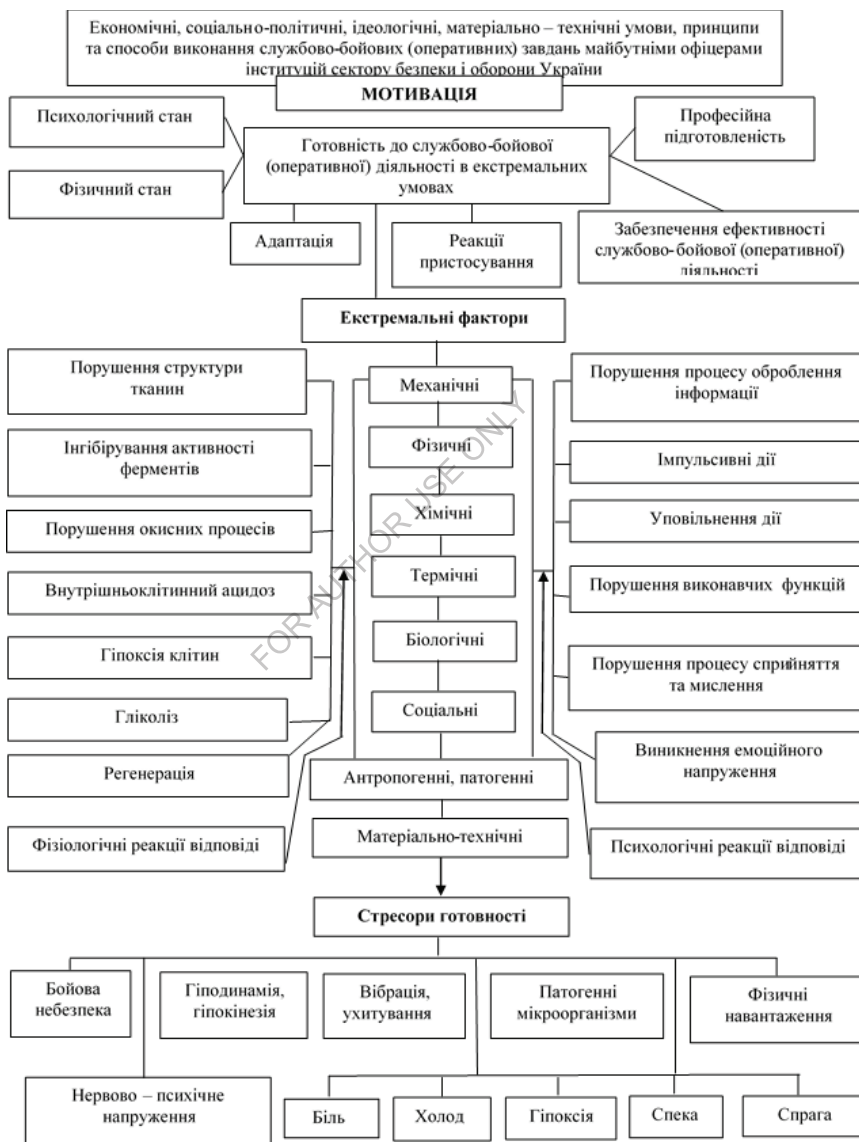 Економічні, соціально-політичні, ідеологічні, матеріально – технічні умови, принципи
та способи виконання службово-бойових (оперативних) завдань майбутніми офіцерами
інституцій сектору безпеки і оборони України
МОТИВАЦІЯ
Психологічний стан
Професійна
підготовленість
Готовність до службово-бойової
(оперативної) діяльності в екстремальних
умовах
Фізичний стан
Адаптація
Реакції
пристосування
Забезпечення ефективності
службово-бойової (оперативної)
діяльності
Екстремальні фактори
Порушення структури
тканин
Механічні
Порушення процесу оброблення
інформації
Інгібірування активності
ферментів
Фізичні
Імпульсивні дії
Порушення окисних процесів
Хімічні
Уповільнення дії
Внутрішньоклітинний ацидоз
Термічні
Порушення виконавчих функцій
Гіпоксія клітин
Біологічні
Порушення процесу сприйняття
та мислення
Гліколіз
Соціальні
Регенерація
Антропогенні, патогенні
Виникнення емоційного
напруження
Фізіологічні реакції відповіді
Матеріально-технічні
Психологічні реакції відповіді
FOR AUTHOR USE ONLY
Стресори готовності
Бойова
небезпека
Гіподинамія,
гіпокінезія
Вібрація,
ухитування
Патогенні
мікроорганізми
Фізичні
навантаження
Нервово – психічне
напруження
Біль
Холод
Гіпоксія
Спека
Спрага